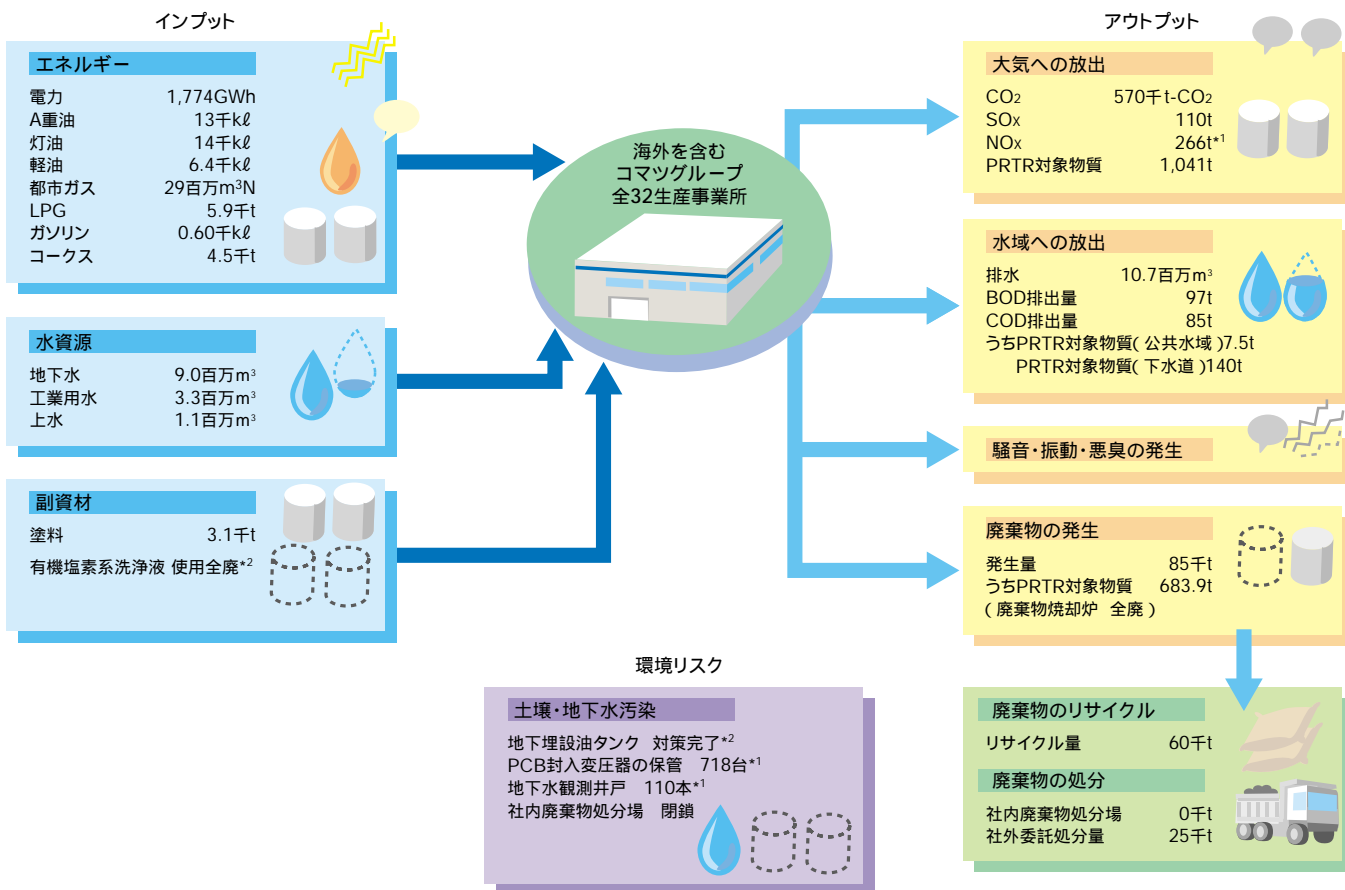 インプット
エネルギー
電力 1,774GWh
A重油 13千kℓ
灯油 14千kℓ
軽油 6.4千kℓ
都市ガス 29百万m³N
LPG 5.9千t
ガソリン 0.60千kℓ
コークス 4.5千t
水資源
地下水 9.0百万m³
工業用水 3.3百万m³
上水 1.1百万m³
副資材
塗料 3.1千t
有機塩素系洗浄液 使用全廃*2
海外を含む
コマツグループ
全32生産事業所
環境リスク
土壌・地下水汚染
地下埋設油タンク 対策完了*2
PCB封入変圧器の保管 718台*1
地下水観測井戸 110本*1
社内廃棄物処分場 閉鎖
アウトプット
大気への放出
CO2 570千t-CO2
SOx 110t
NOx 266t*1
PRTR対象物質 1,041t
水域への放出
排水 10.7百万m³
BOD排出量 97t
COD排出量 85t
うちPRTR対象物質(公共水域)7.5t
PRTR対象物質(下水道)140t
騒音・振動・悪臭の発生
廃棄物の発生
発生量 85千t
うちPRTR対象物質 683.9t
(廃棄物焼却炉 全廃)
廃棄物のリサイクル
リサイクル量 60千t
廃棄物の処分
社内廃棄物処分場 0千t
社外委託処分量 25千t